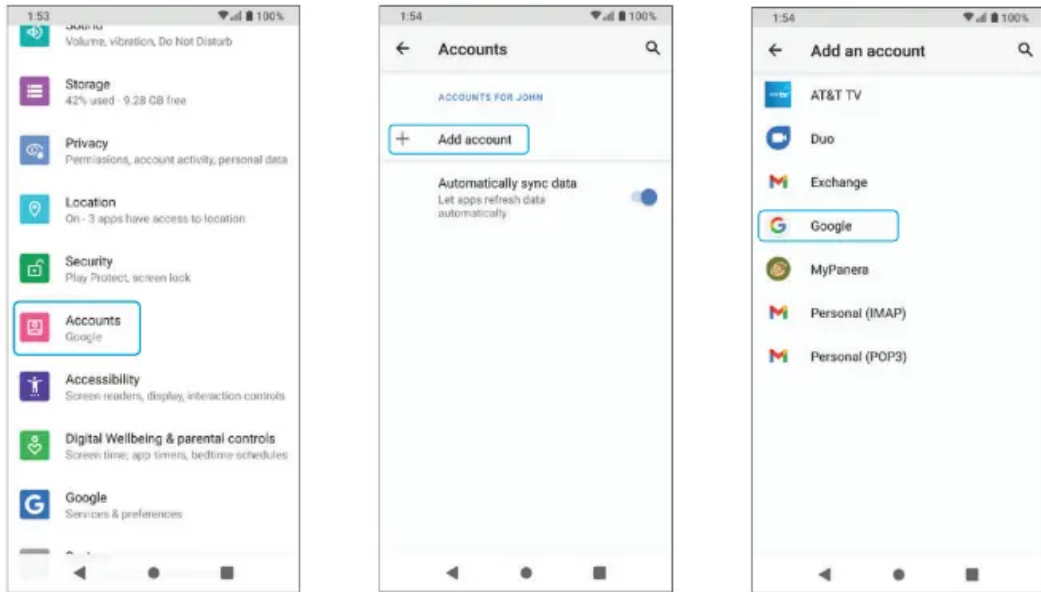 1:53
100%
Sound
Volume, vibration, Do Not Disturb
Storage
42% used - 9.28 GB free
Privacy
Permissions, account activity, personal data
Location
On - 3 apps have access to location
Security
Play Protect, screen lock
Accounts
Google
Accessibility
Screen readers, display, interaction controls
Digital Wellbeing & parental controls
Screen time, app timers, bedtime schedules
Google
Services & preferences
1:54
100%
Accounts
ACCOUNTS FOR JOHN
Add account
Automatically sync data
Let apps refresh data
automatically
1:54
100%
Add an account
AT&T TV
Duo
Exchange
Google
MyPanera
Personal (IMAP)
Personal (POP3)